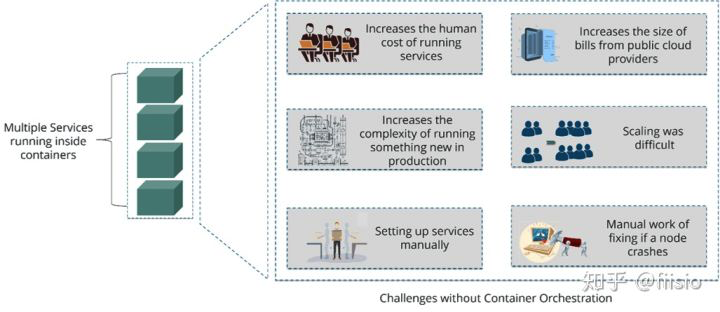 Multiple Services
running inside
containers
Increases the human
cost of running
services
Increases the size of
bills from public cloud
providers
Increases the
complexity of running
something new in
production
Scaling was
difficult
Setting up services
manually
Manual work of
fixing if a node
crashes
知乎 @fiisio
Challenges without Container Orchestration